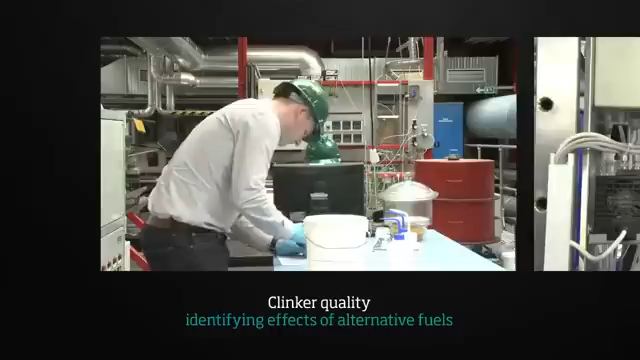 Clinker quality
identifying effects of alternative fuels